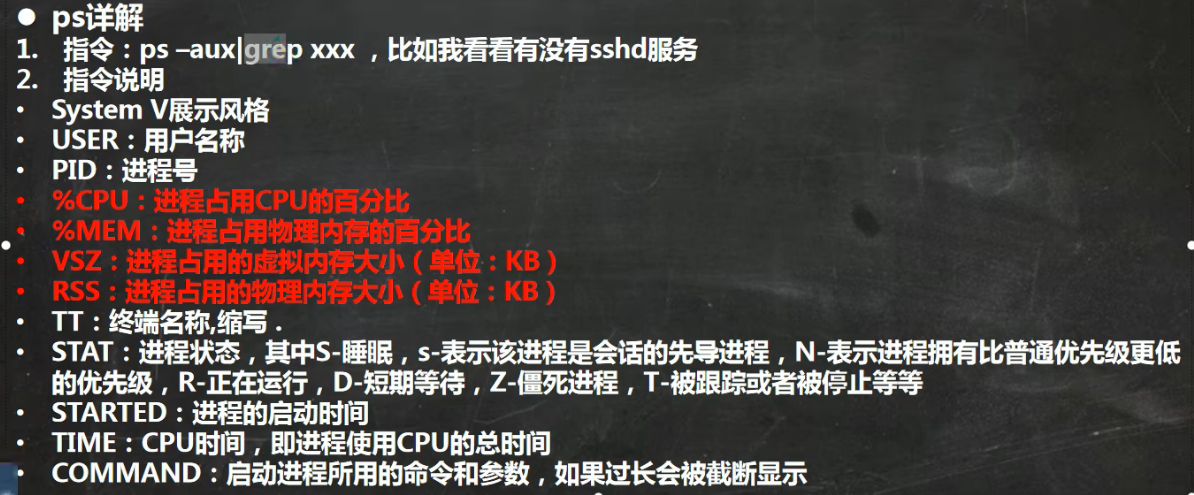 ● ps详解
1. 指令：ps –aux|grep xxx ，比如我看看有没有sshd服务
2. 指令说明
• System V展示风格
• USER：用户名称
• PID：进程号
• %CPU：进程占用CPU的百分比
• %MEM：进程占用物理内存的百分比
• VSZ：进程占用的虚拟内存大小（单位：KB）
• RSS：进程占用的物理内存大小（单位：KB）
• TT：终端名称,缩写 .
• STAT：进程状态，其中S-睡眠，s-表示该进程是会话的先导进程，N-表示进程拥有比普通优先级更低
的优先级，R-正在运行，D-短期等待，Z-僵死进程，T-被跟踪或者被停止等等
• STARTED：进程的启动时间
• TIME：CPU时间，即进程使用CPU的总时间
• COMMAND：启动进程所用的命令和参数，如果过长会被截断显示